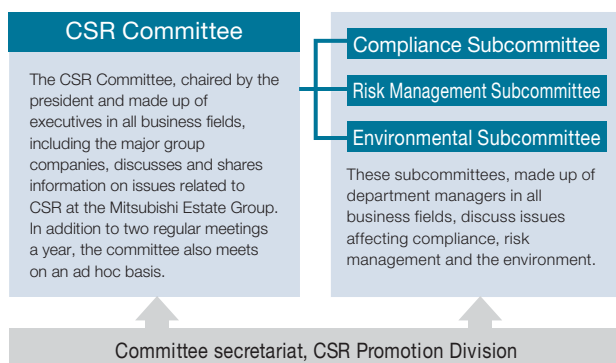 CSR Committee
The CSR Committee, chaired by the
president and made up of
executives in all business fields,
including the major group
companies, discusses and shares
information on issues related to
CSR at the Mitsubishi Estate Group.
In addition to two regular meetings
a year, the committee also meets
on an ad hoc basis.
Compliance Subcommittee
Risk Management Subcommittee
Environmental Subcommittee
These subcommittees, made up of
department managers in all
business fields, discuss issues
affecting compliance, risk
management and the environment.
Committee secretariat, CSR Promotion Division